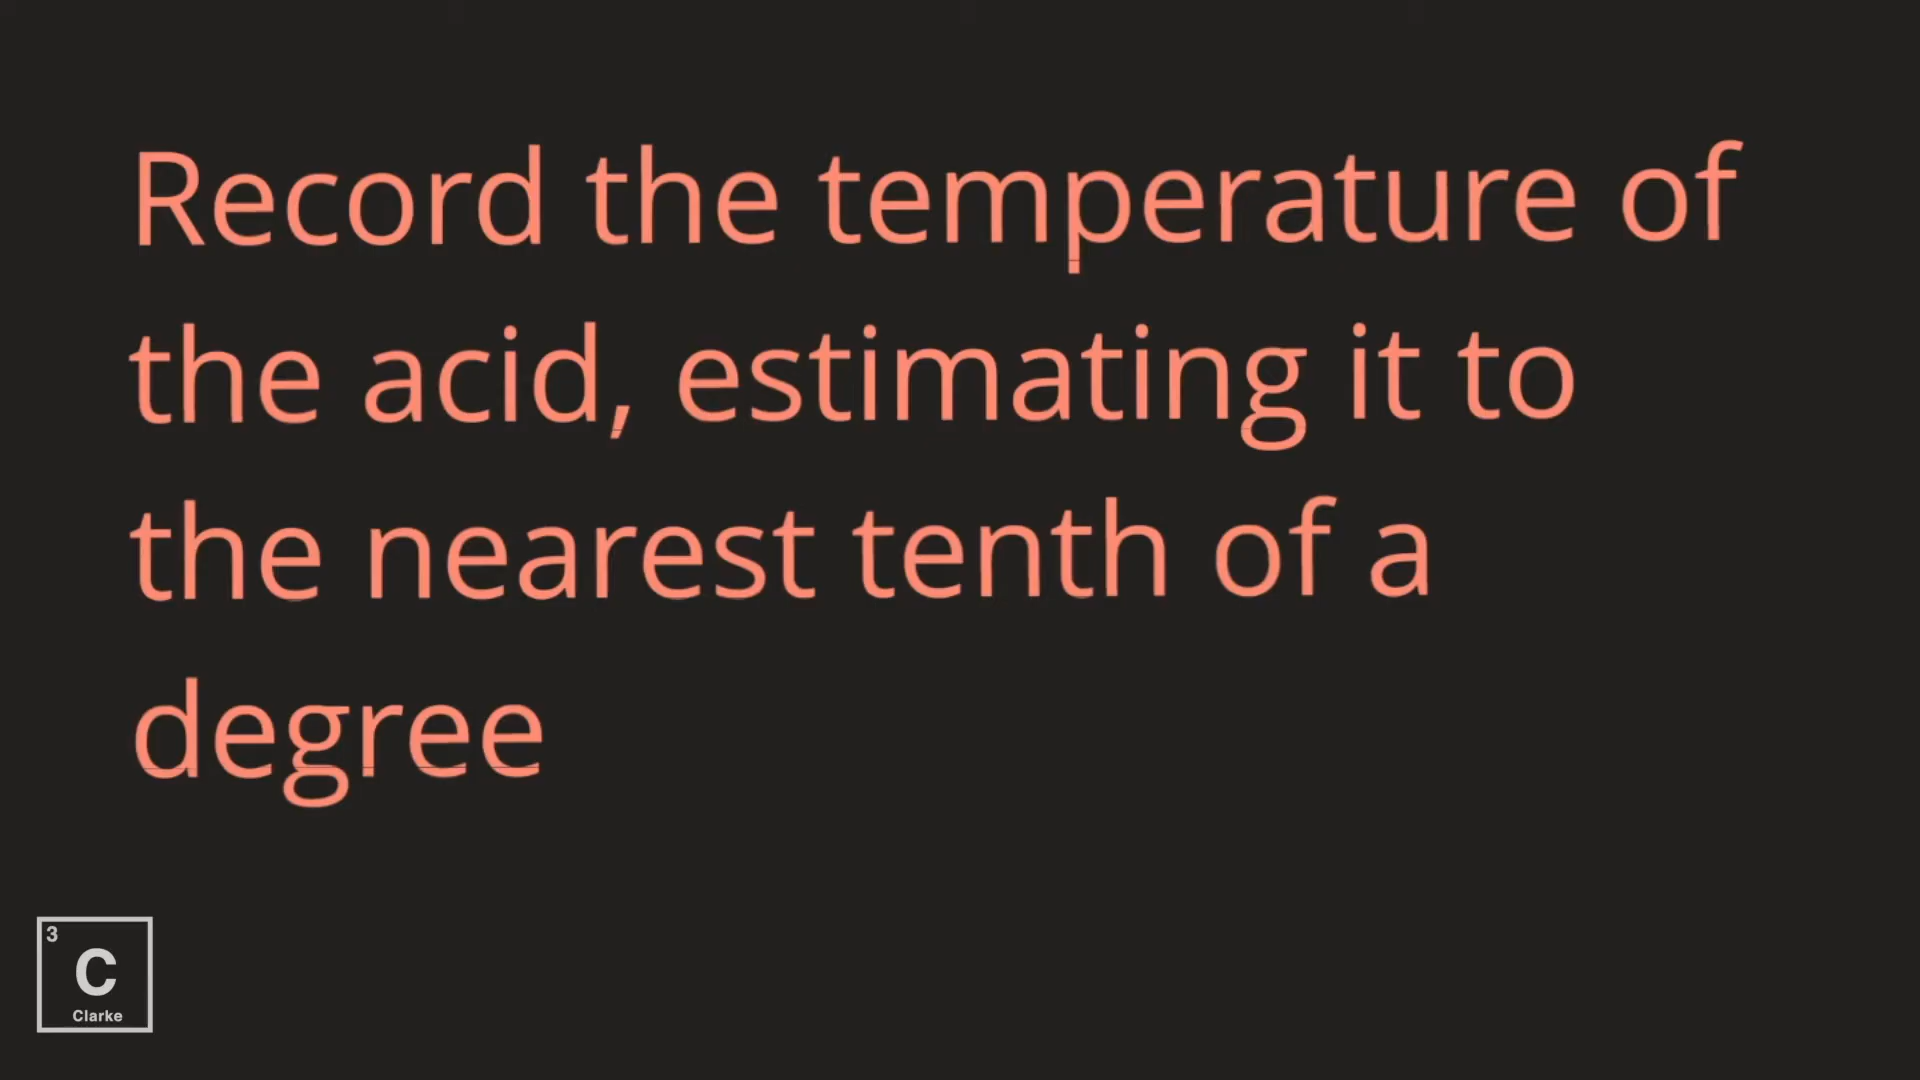 Record the temperature of
the acid, estimating it to
the nearest tenth of a
degree
3
C
Clarke